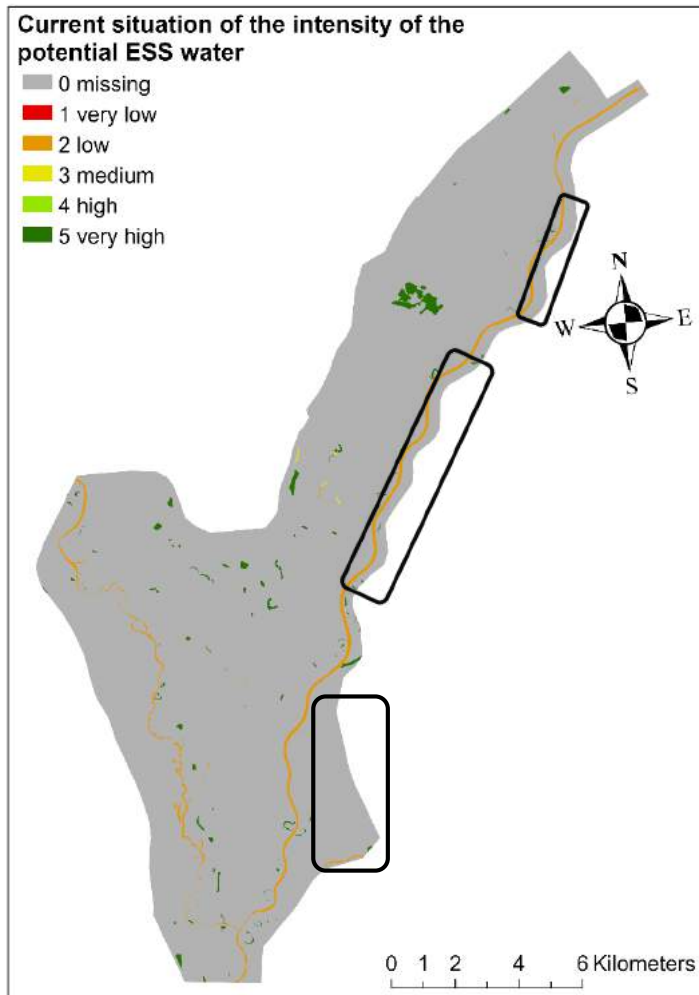 Current situation of the intensity of the
potential ESS water
0 missing
1 very low
2 low
3 medium
4 high
5 very high
N
W E
S
0 1 2 4 6 Kilometers